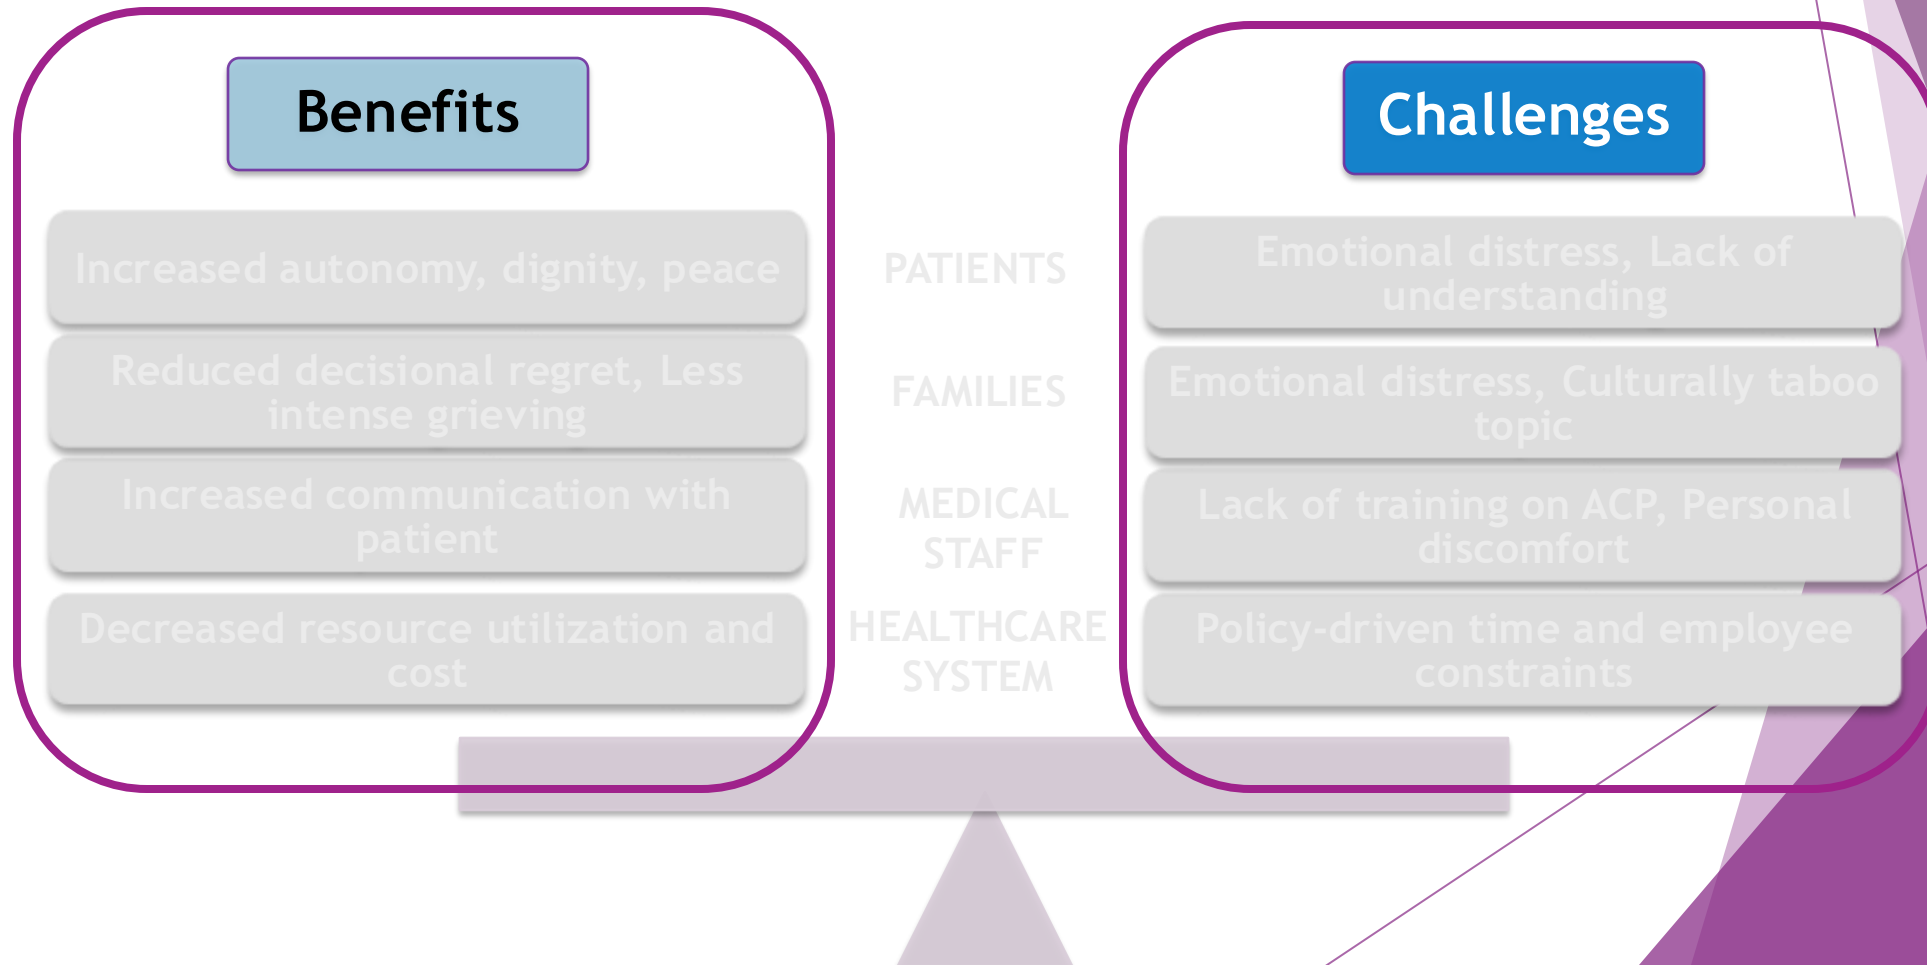 Benefits
Increased autonomy, dignity, peace
Reduced decisional regret, Less
intense grieving
Increased communication with
patient
Decreased resource utilization and
cost
PATIENTS
FAMILIES
MEDICAL
STAFF
HEALTHCARE
SYSTEM
Challenges
Emotional distress, Lack of
understanding
Emotional distress, Culturally taboo
topic
Lack of training on ACP, Personal
discomfort
Policy-driven time and employee
constraints